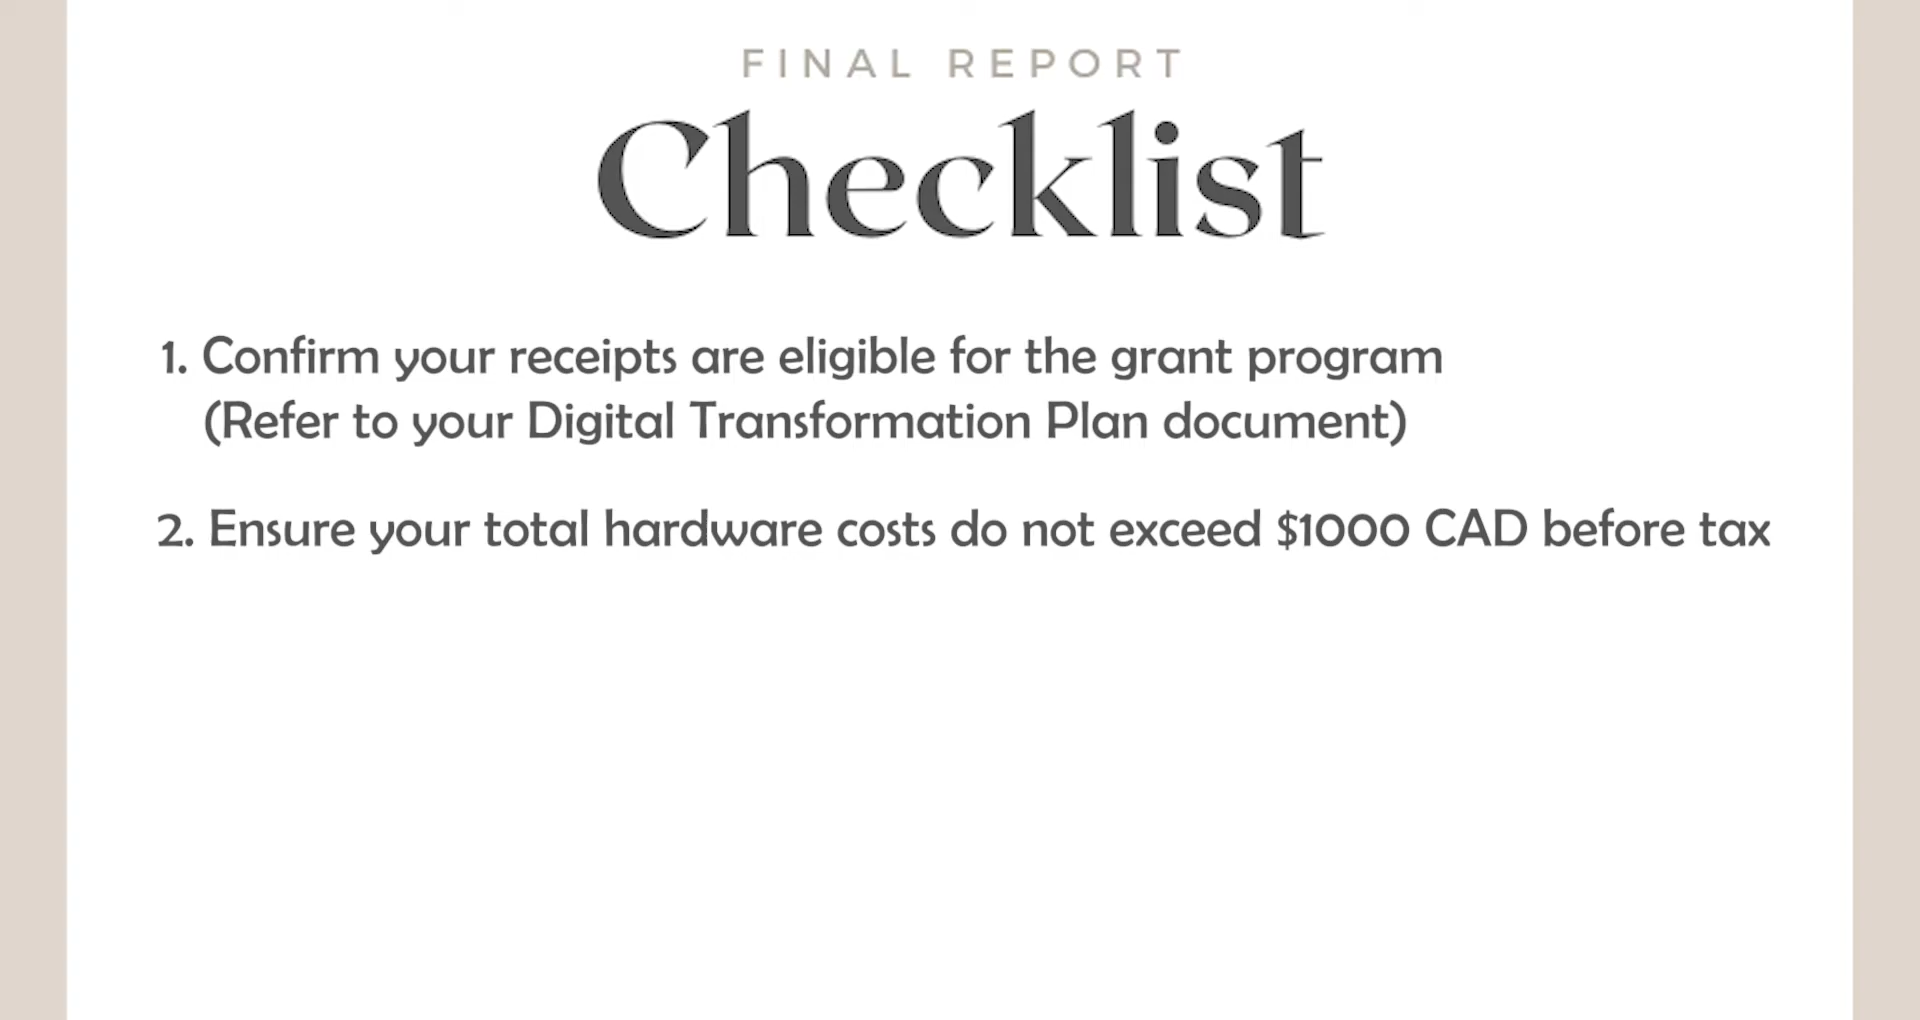 FINAL REPORT
Checklist
1. Confirm your receipts are eligible for the grant program
(Refer to your Digital Transformation Plan document)
2. Ensure your total hardware costs do not exceed $1000 CAD before tax